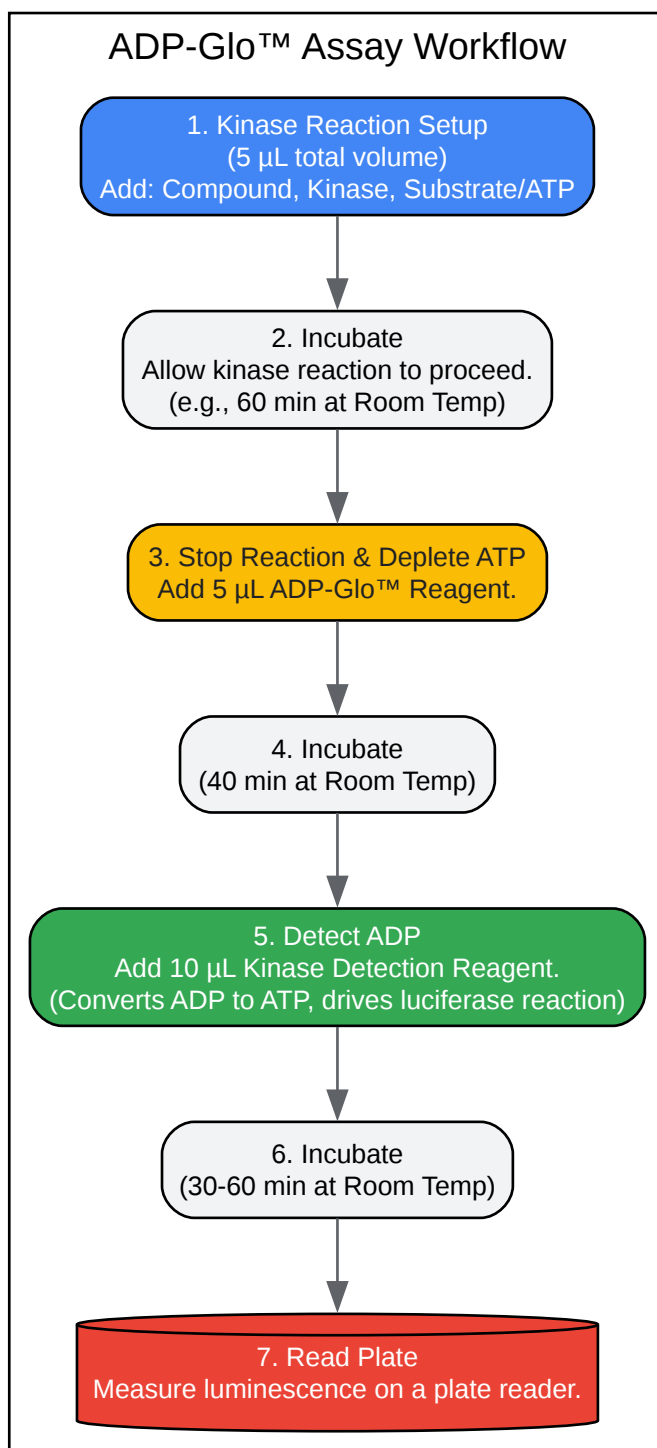 ADP-Glo™ Assay Workflow
1. Kinase Reaction Setup
(5 µL total volume)
Add: Compound, Kinase, Substrate/ATP
2. Incubate
Allow kinase reaction to proceed.
(e.g., 60 min at Room Temp)
3. Stop Reaction & Deplete ATP
Add 5 µL ADP-Glo™ Reagent.
4. Incubate
(40 min at Room Temp)
5. Detect ADP
Add 10 µL Kinase Detection Reagent.
(Converts ADP to ATP, drives luciferase reaction)
6. Incubate
(30-60 min at Room Temp)
7. Read Plate
Measure luminescence on a plate reader.